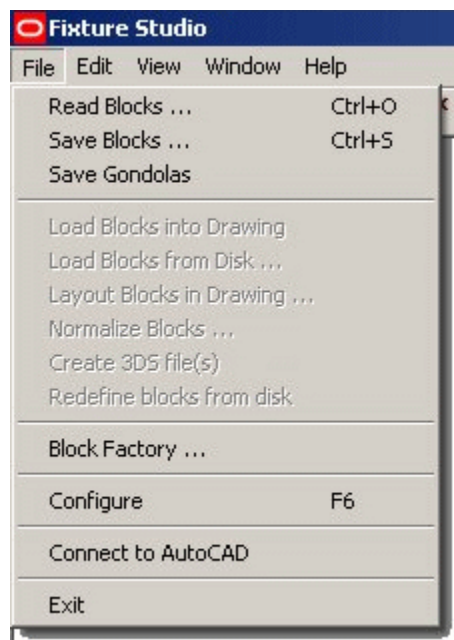 Fixture Studio
File Edit View Window Help
Read Blocks ... Ctrl+O
Save Blocks ... Ctrl+S
Save Gondolas
Load Blocks into Drawing
Load Blocks from Disk ...
Layout Blocks in Drawing ...
Normalize Blocks ...
Create 3DS file(s)
Redefine blocks from disk
Block Factory ...
Configure F6
Connect to AutoCAD
Exit